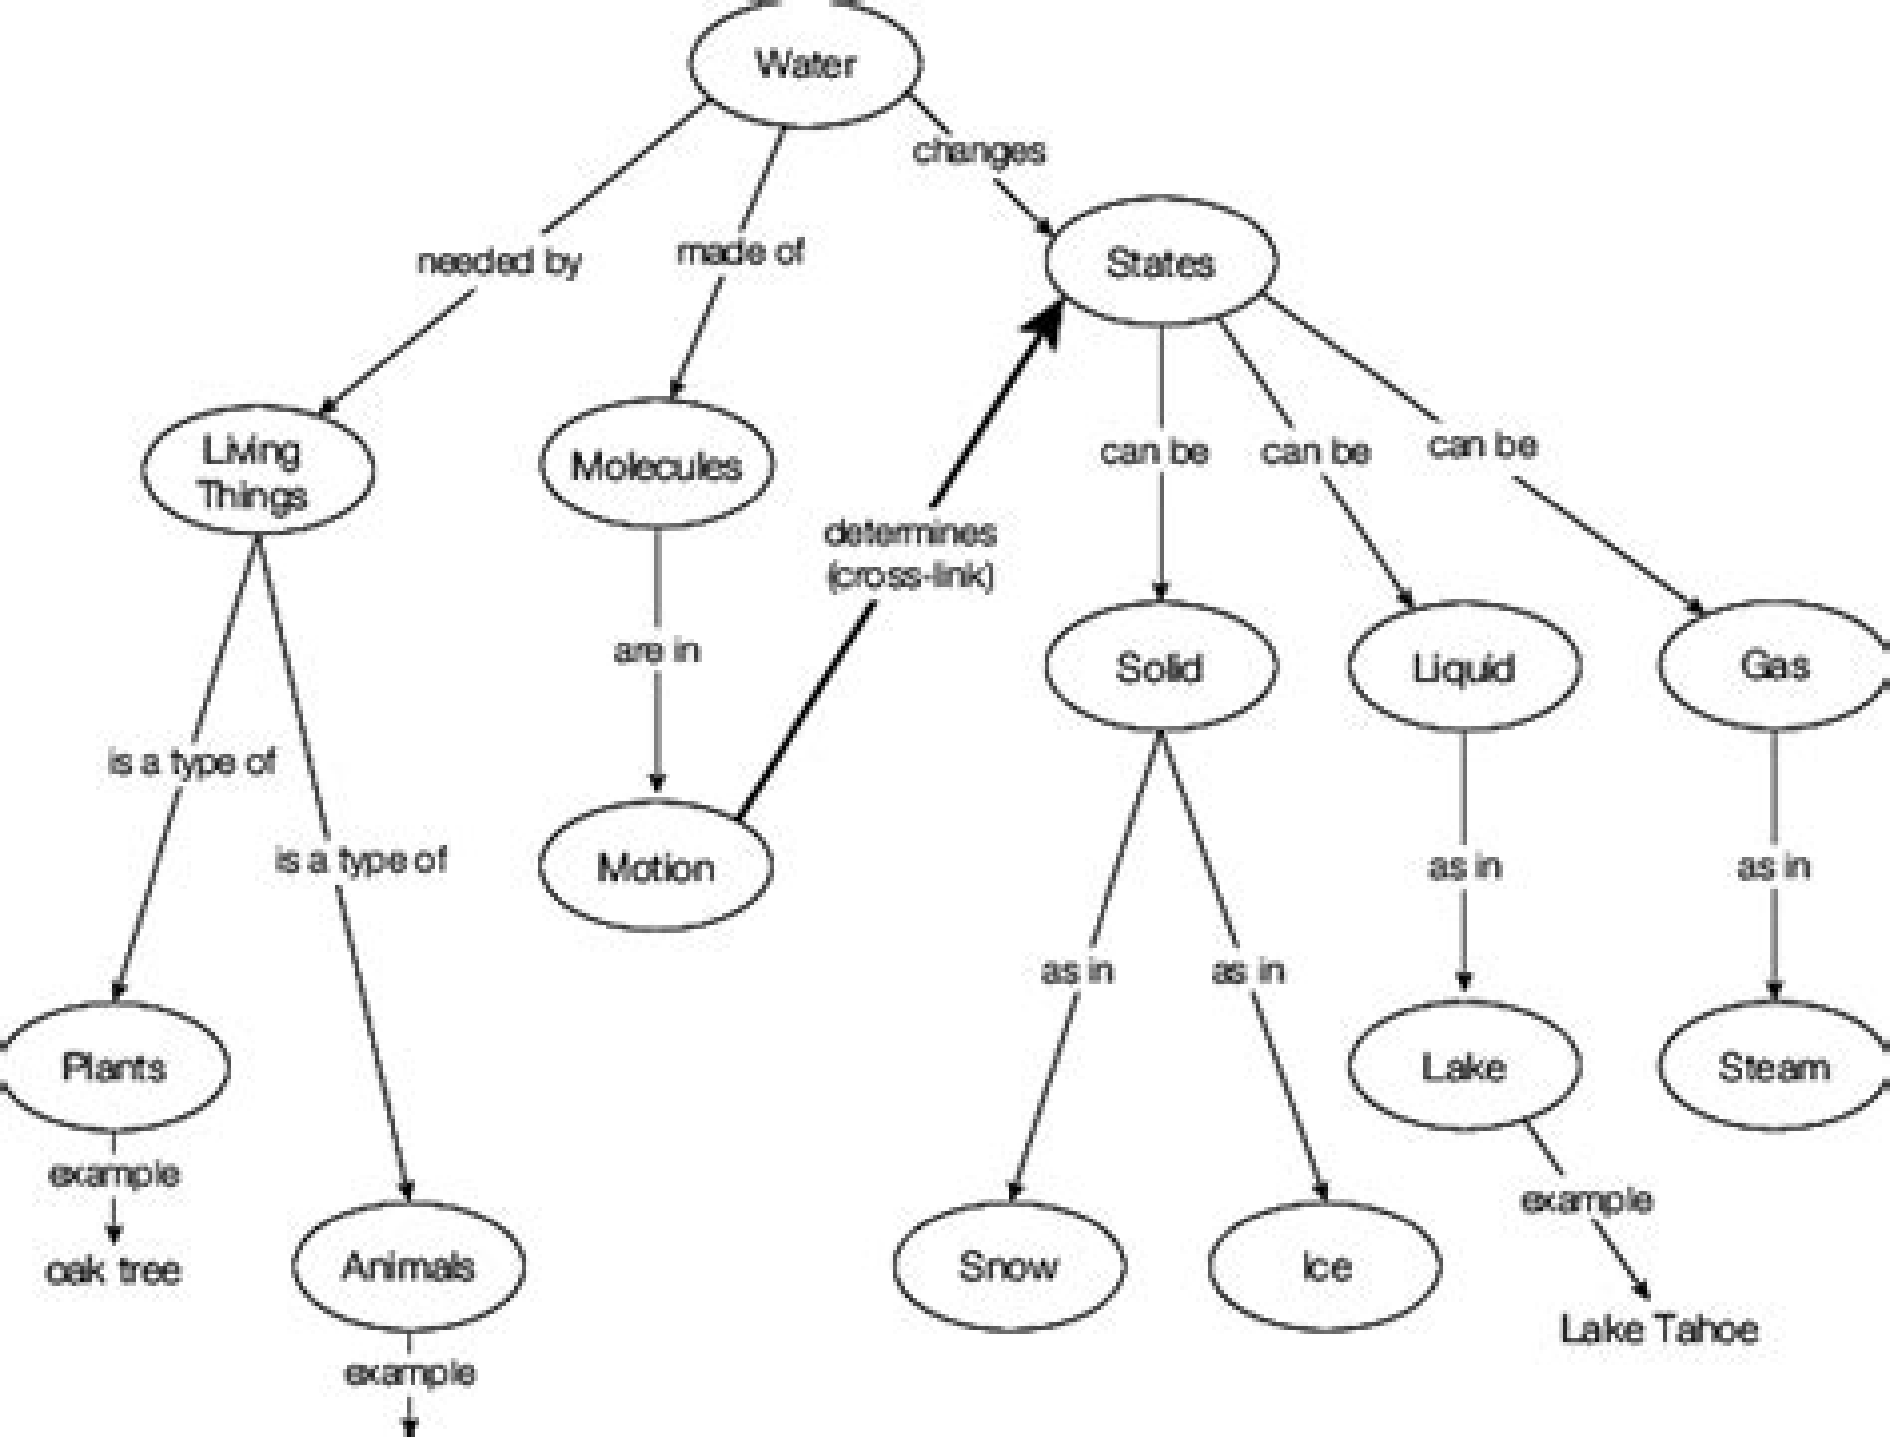 Water
changes
needed by
made of
States
Living
Things
Molecules
can be
can be
can be
determines
(cross-link)
are in
Solid
Liquid
Gas
is a type of
is a type of
Motion
as in
as in
as in
as in
Plants
Lake
Steam
example
example
oak tree
Animals
Snow
Ice
Lake Tahoe
example